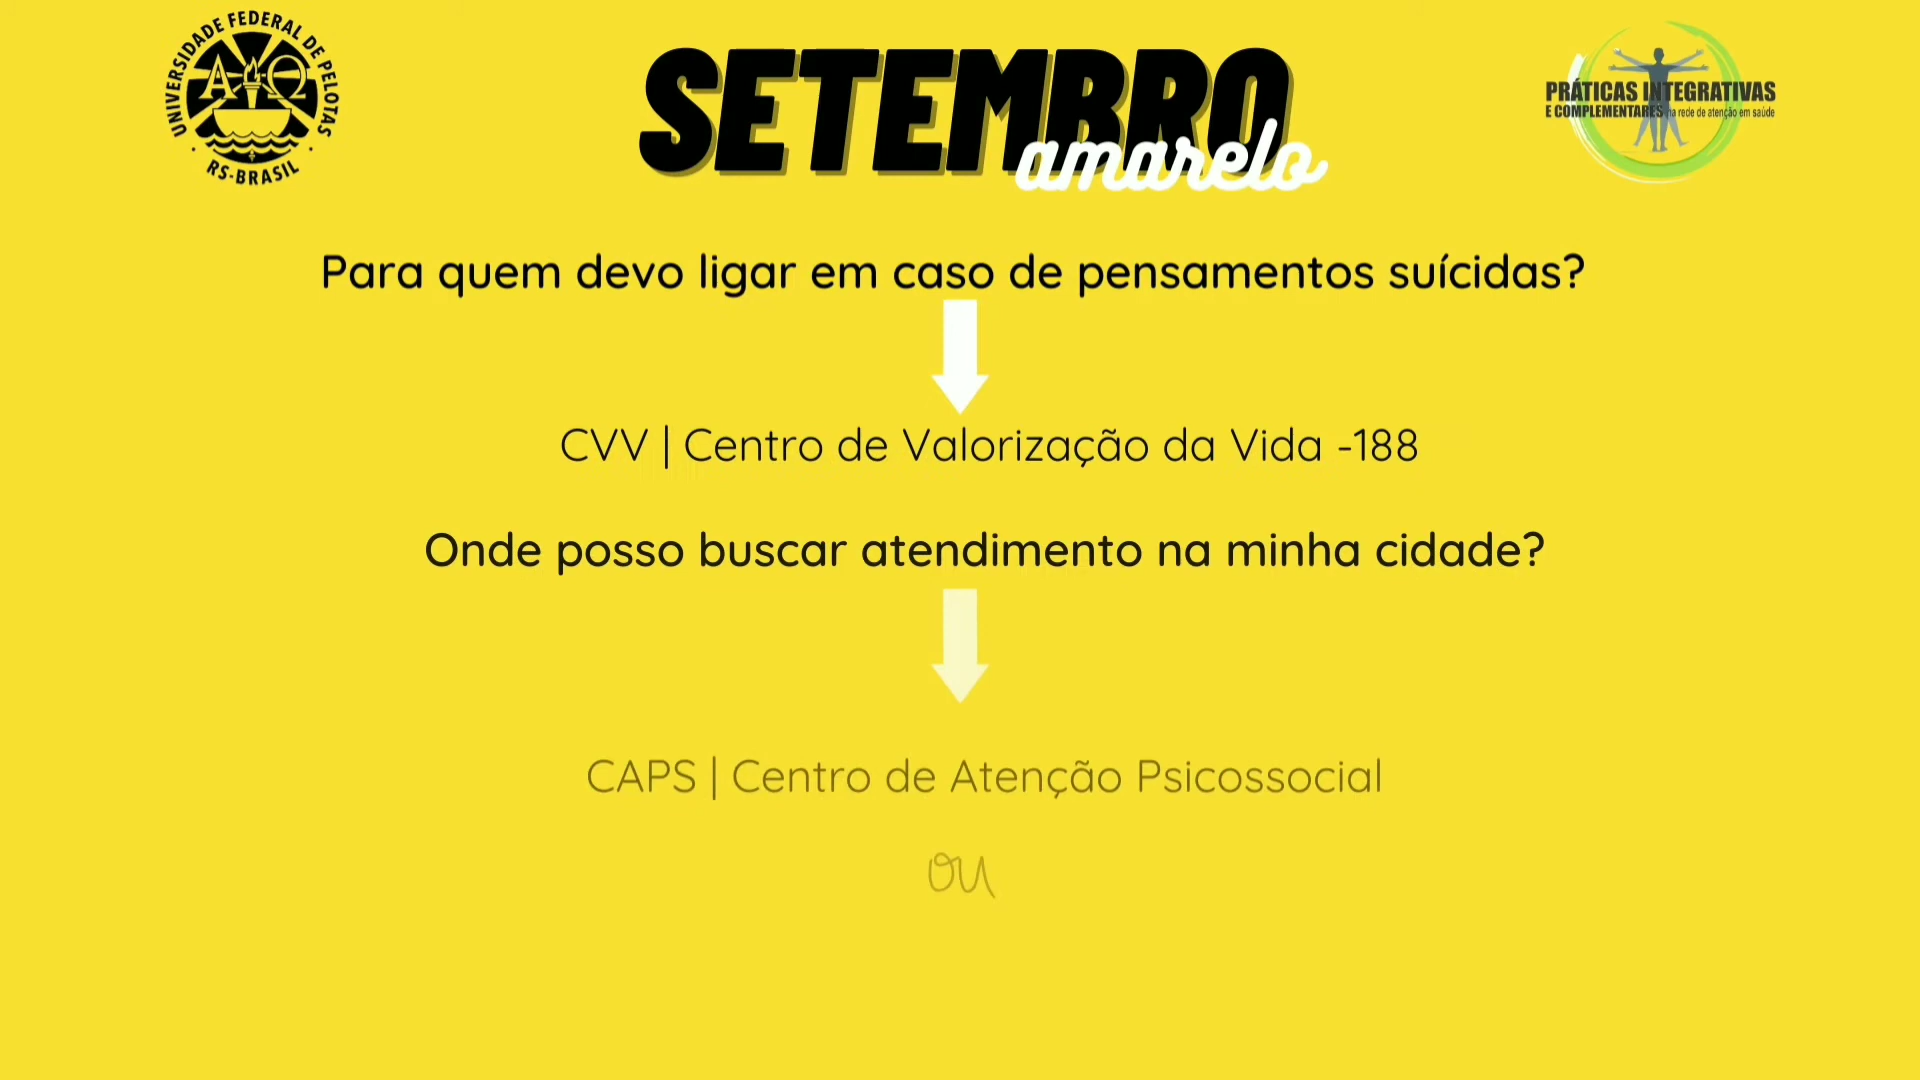 UNIVERSIDADE FEDERAL DE PELOTAS
A Ω
· RS-BRASIL ·
SETEMBRO
amarelo
PRÁTICAS INTEGRATIVAS
E COMPLEMENTARES na rede de atenção em saúde
Para quem devo ligar em caso de pensamentos suícidas?
CVV | Centro de Valorização da Vida -188
Onde posso buscar atendimento na minha cidade?
CAPS | Centro de Atenção Psicossocial
ou